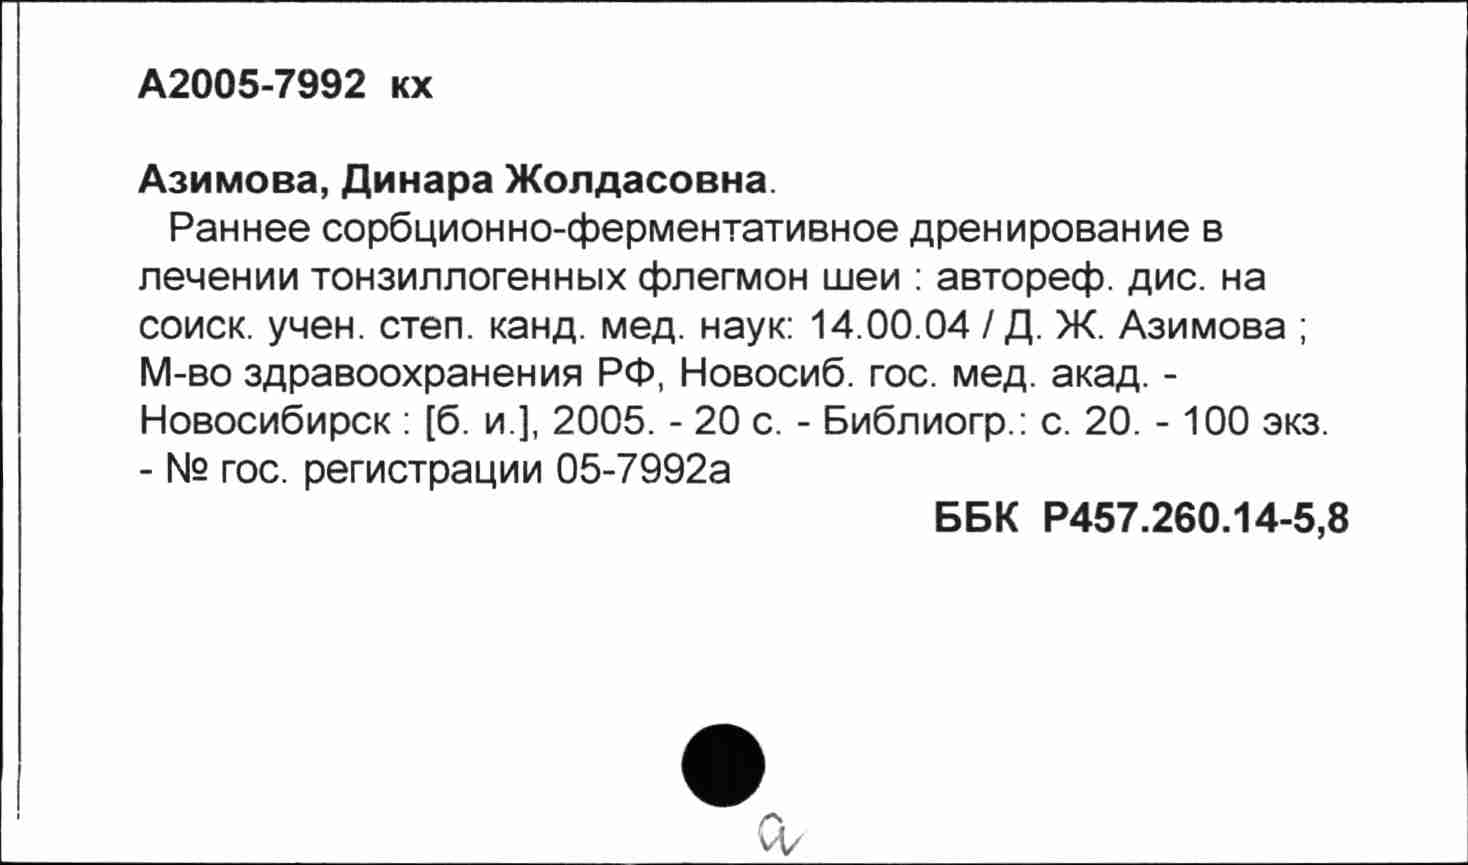 А2005-7992 кх
Азимова, Динара Жолдасовна.
Раннее сорбционно-ферментативное дренирование в
лечении тонзиллогенных флегмон шеи : автореф. дис. на
соиск. учен. степ. канд. мед. наук: 14.00.04 / Д. Ж. Азимова ;
М-во здравоохранения РФ, Новосиб. гос. мед. акад. -
Новосибирск : [б. и.], 2005. - 20 с. - Библиогр.: с. 20. - 100 экз.
- № гос. регистрации 05-7992а
ББК Р457.260.14-5,8
а